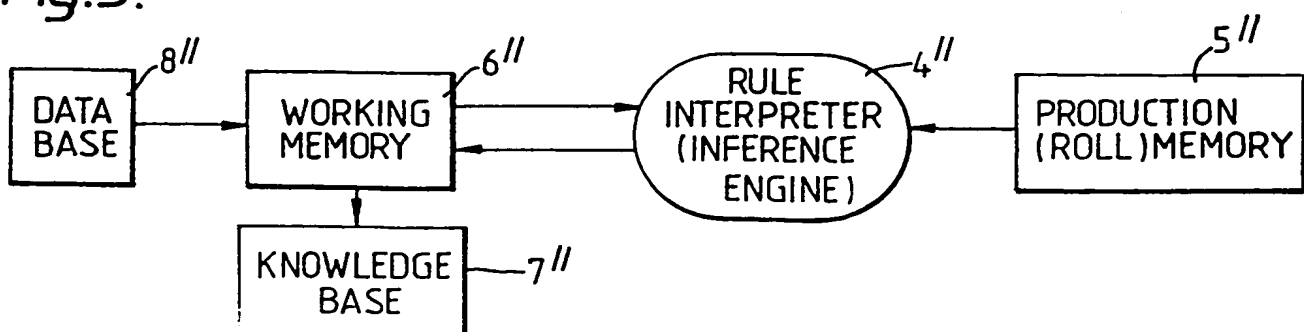 Fig.3.
8"
DATA
BASE
6"
WORKING
MEMORY
4"
RULE
INTERPRETER
(INFERENCE
ENGINE)
5"
PRODUCTION
(ROLL)MEMORY
KNOWLEDGE
BASE
7"